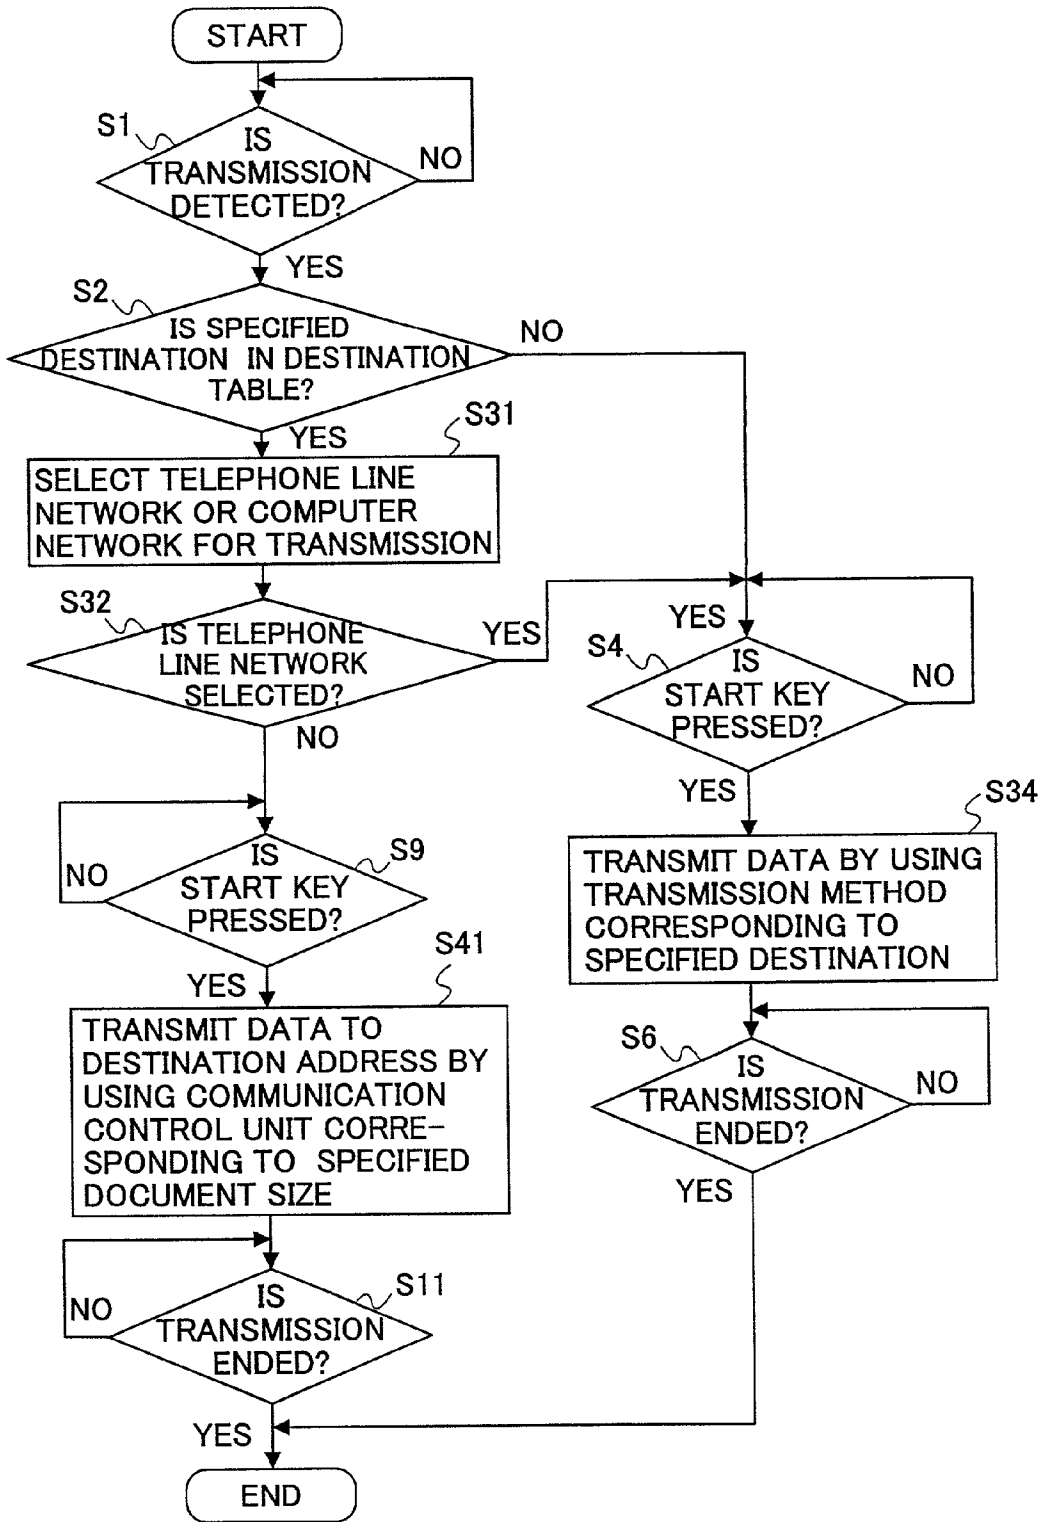 START
S1
IS
TRANSMISSION
DETECTED?
NO
YES
S2
IS SPECIFIED
DESTINATION IN DESTINATION
TABLE?
NO
YES
S31
SELECT TELEPHONE LINE
NETWORK OR COMPUTER
NETWORK FOR TRANSMISSION
S32
IS TELEPHONE
LINE NETWORK
SELECTED?
YES
NO
YES
S4
IS
START KEY
PRESSED?
NO
YES
S34
TRANSMIT DATA BY USING
TRANSMISSION METHOD
CORRESPONDING TO
SPECIFIED DESTINATION
S9
IS
START KEY
PRESSED?
NO
YES
S41
TRANSMIT DATA TO
DESTINATION ADDRESS BY
USING COMMUNICATION
CONTROL UNIT CORRE-
SPONDING TO SPECIFIED
DOCUMENT SIZE
S6
IS
TRANSMISSION
ENDED?
NO
YES
S11
IS
TRANSMISSION
ENDED?
NO
YES
END